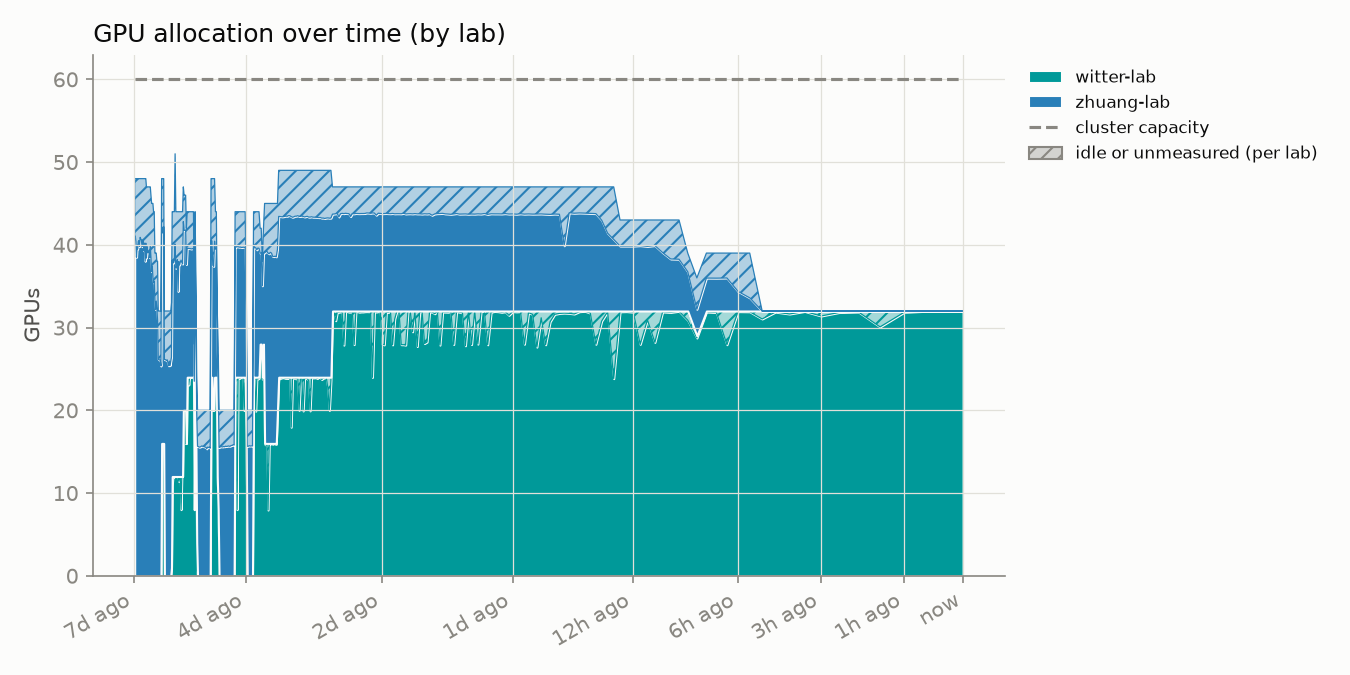 GPU allocation over time (by lab)
witter-lab
zhuang-lab
cluster capacity
idle or unmeasured (per lab)
GPUs
60
50
40
30
20
10
0
7d ago
4d ago
2d ago
1d ago
12h ago
6h ago
3h ago
1h ago
now